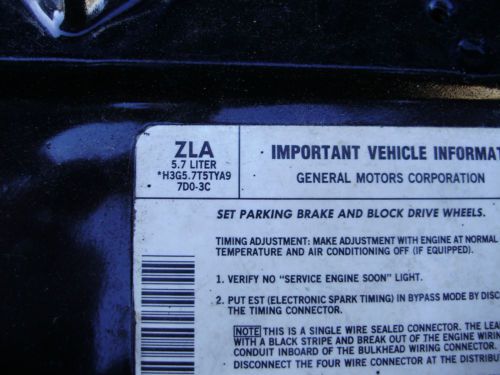 ZLA
5.7 LITER
*H3G5.7T5TYA9
7D0-3C
IMPORTANT VEHICLE INFORMAT
GENERAL MOTORS CORPORATION
SET PARKING BRAKE AND BLOCK DRIVE WHEELS.
TIMING ADJUSTMENT: MAKE ADJUSTMENT WITH ENGINE AT NORMAL
TEMPERATURE AND AIR CONDITIONING OFF (IF EQUIPPED).
1. VERIFY NO "SERVICE ENGINE SOON" LIGHT.
2. PUT EST (ELECTRONIC SPARK TIMING) IN BYPASS MODE BY DISC
THE TIMING CONNECTOR.
NOTE THIS IS A SINGLE WIRE SEALED CONNECTOR. THE LEA
WITH A BLACK STRIPE AND BREAK OUT OF THE ENGINE WIRIN
CONDUIT INBOARD OF THE BULKHEAD WIRING CONNECTOR.
DISCONNECT THE FOUR WIRE CONNECTOR AT THE DISTRIBUT